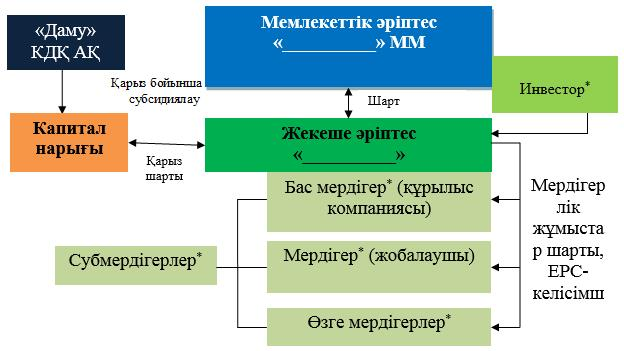 «Даму»
КДҚ АҚ
Мемлекеттік әріптес
«__________» ММ
Қарыз бойынша
субсидиялау
Шарт
Инвестор*
Капитал
нарығы
Қарыз
шарты
Жекеше әріптес
«__________»
Бас мердігер* (құрылыс
компаниясы)
Мердігер* (жобалаушы)
Өзге мердігерлер*
Субмердігерлер*
Мердігер
лік
жұмыста
р шарты,
ЕРС-
келісімш